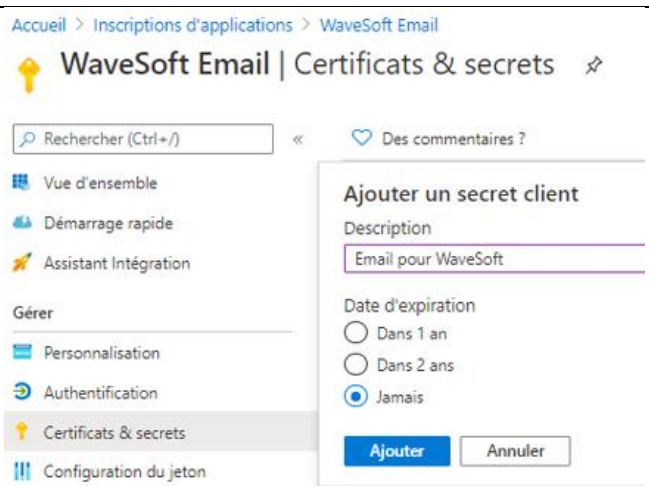 Accueil > Inscriptions d'applications > WaveSoft Email
WaveSoft Email | Certificats & secrets
Rechercher (Ctrl+/)
«
Des commentaires ?
Vue d'ensemble
Démarrage rapide
Assistant Intégration
Gérer
Personnalisation
Authentification
Certificats & secrets
Configuration du jeton
Ajouter un secret client
Description
Email pour WaveSoft
Date d'expiration
Dans 1 an
Dans 2 ans
Jamais
Ajouter Annuler